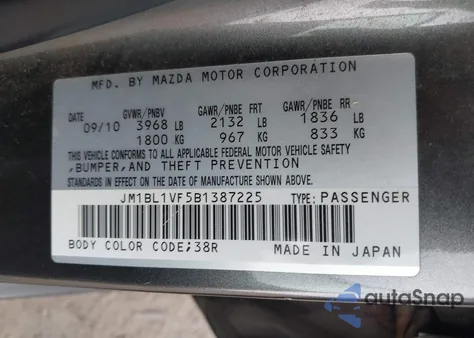 MFD. BY MAZDA MOTOR CORPORATION
DATE GVWR/PNBV GAWR/PNBE FRT GAWR/PNBE RR
09/10 3968 LB 2132 LB 1836 LB
1800 KG 967 KG 833 KG
THIS VEHICLE CONFORMS TO ALL APPLICABLE FEDERAL MOTOR VEHICLE SAFETY
,BUMPER,AND THEFT PREVENTION
STANDARDS IN EFFECT ON THE DATE OF MANUFACTURE SHOWN ABOVE.
JM1BL1VF5B1387225 TYPE: PASSENGER
BODY COLOR CODE;38R MADE IN JAPAN
autoSnap